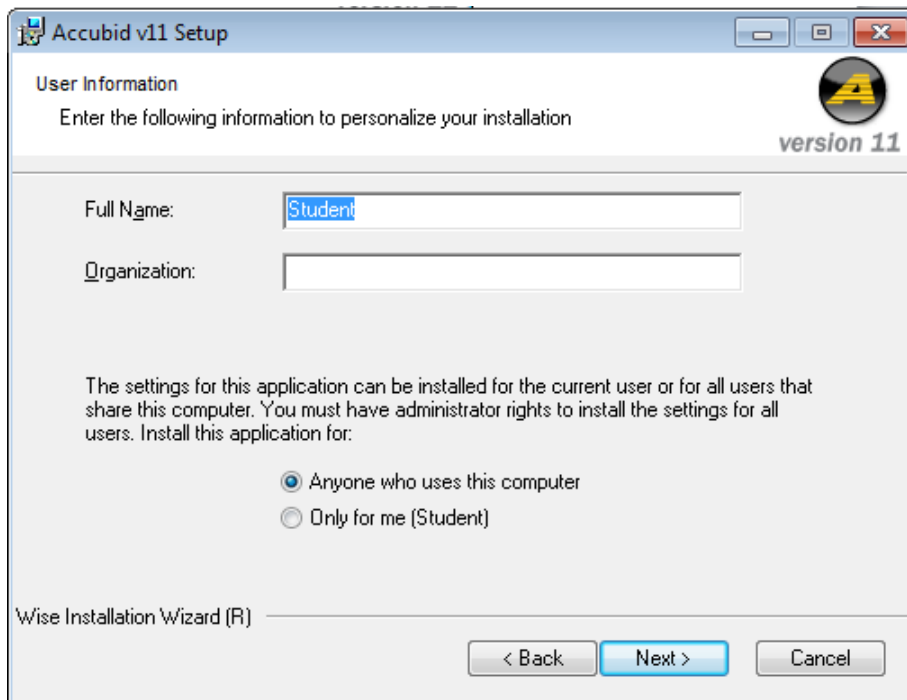 Accubid v11 Setup
User Information
Enter the following information to personalize your installation
A
version 11
Full Name:
Student
Organization:
The settings for this application can be installed for the current user or for all users that
share this computer. You must have administrator rights to install the settings for all
users. Install this application for:
Anyone who uses this computer
Only for me (Student)
Wise Installation Wizard (R)
< Back
Next >
Cancel